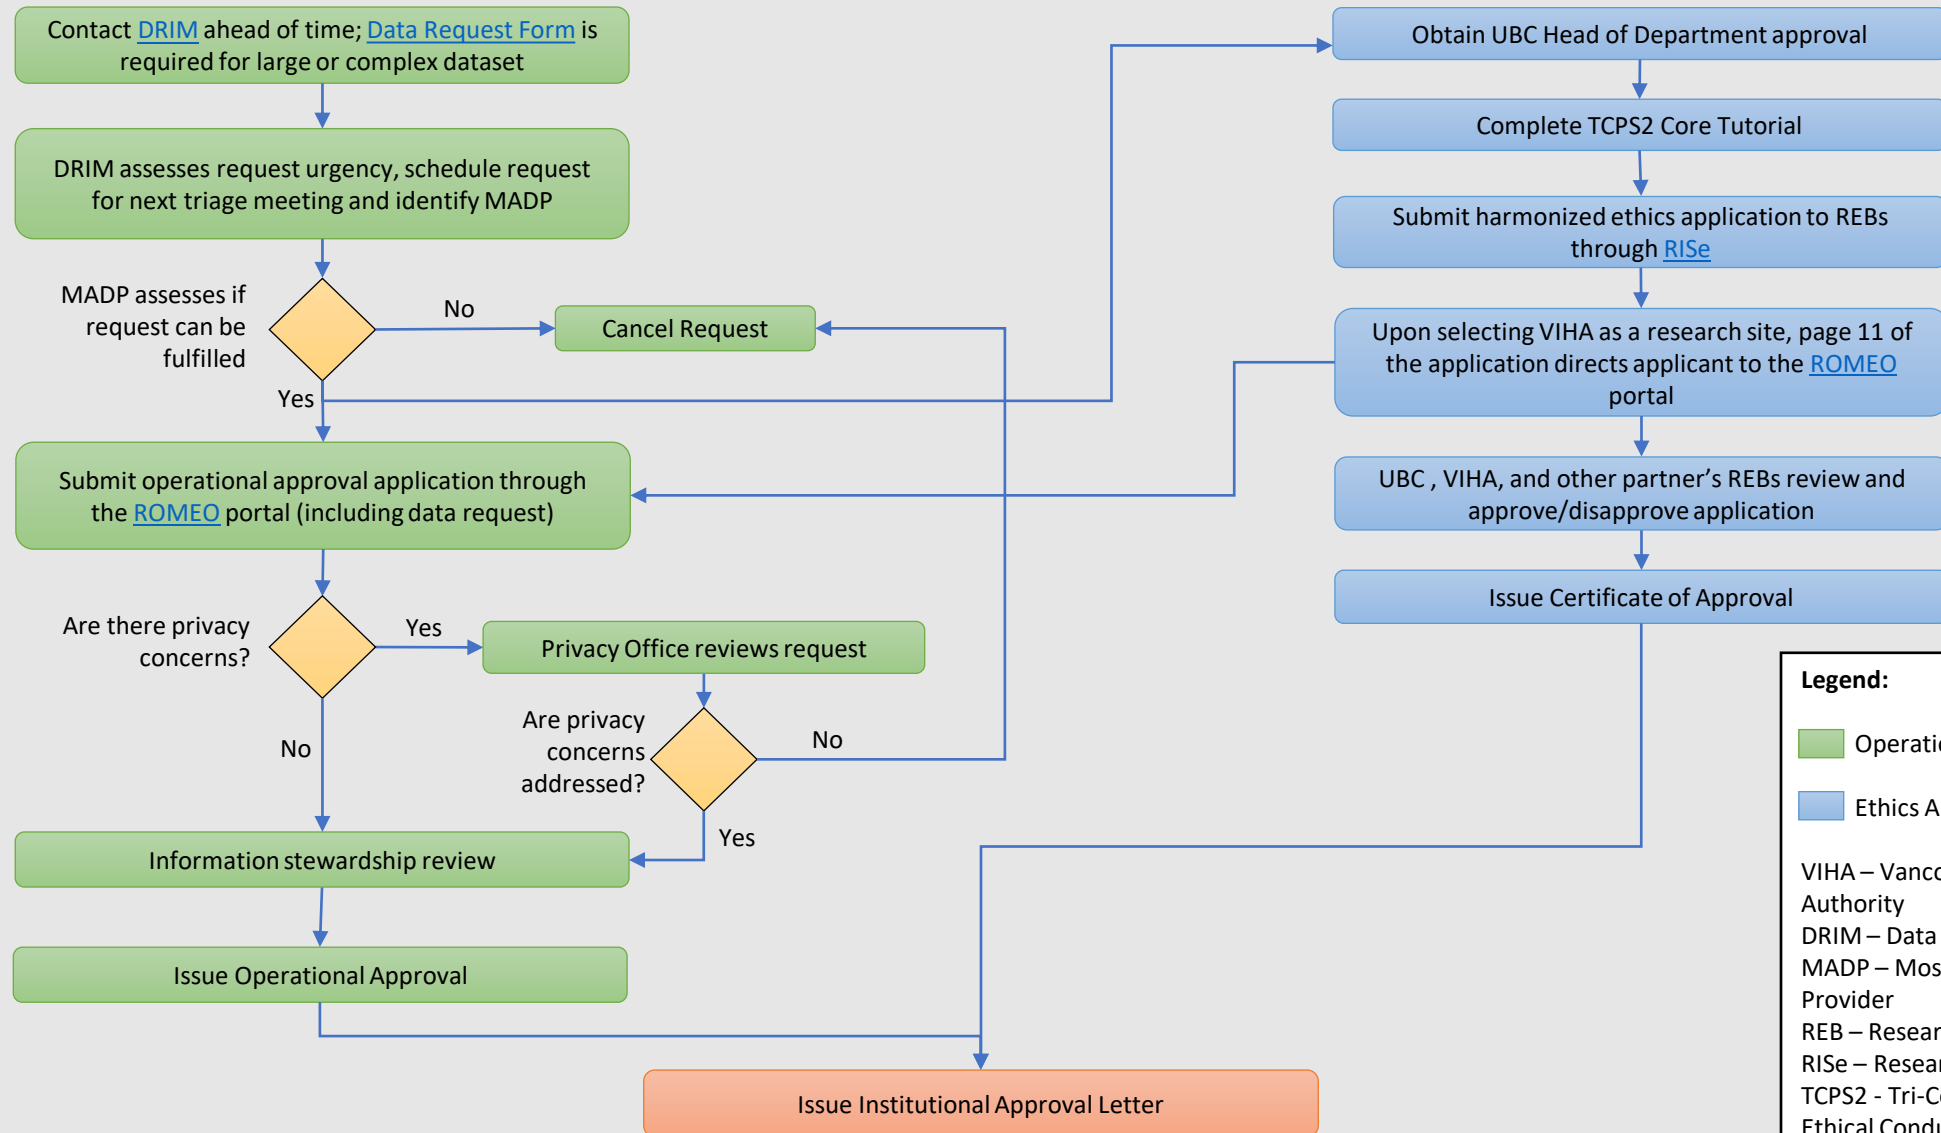 Contact DRIM ahead of time; Data Request Form is
required for large or complex dataset
DRIM assesses request urgency, schedule request
for next triage meeting and identify MADP
MADP assesses if
request can be
fulfilled
No
Cancel Request
Yes
Submit operational approval application through
the ROMEO portal (including data request)
Are there privacy
concerns?
Yes
Privacy Office reviews request
No
Are privacy
concerns
addressed?
No
Yes
Information stewardship review
Issue Operational Approval
Obtain UBC Head of Department approval
Complete TCPS2 Core Tutorial
Submit harmonized ethics application to REBs
through RISe
Upon selecting VIHA as a research site, page 11 of
the application directs applicant to the ROMEO
portal
UBC , VIHA, and other partner’s REBs review and
approve/disapprove application
Issue Certificate of Approval
Issue Institutional Approval Letter
Legend:
Ethics
VIHA –
Authority
DRIM – Data
MADP –
Provider
REB –
RISe –
TCPS2 -
Ethical